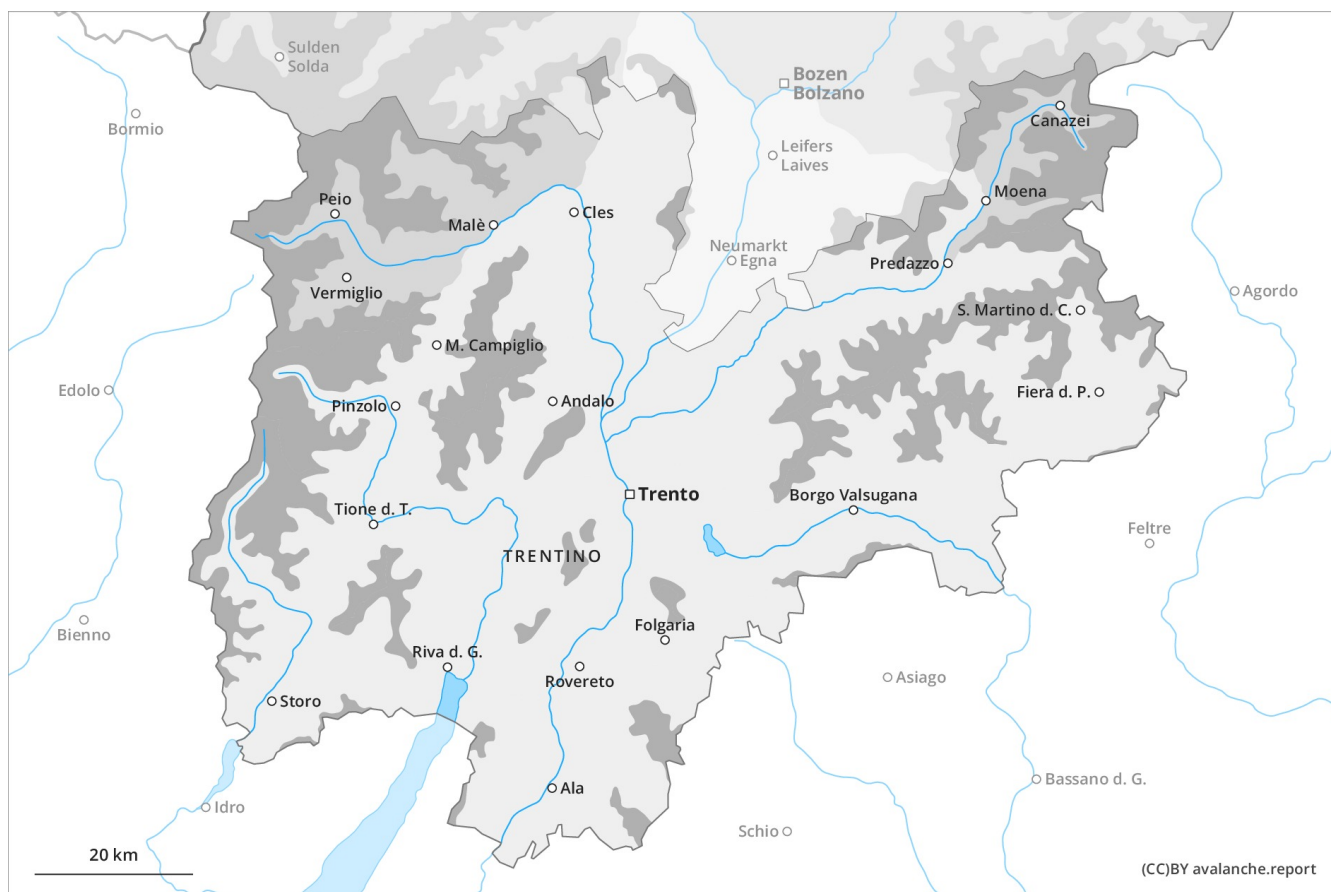 Sulden
Solda
Bozen
Bolzano
Bormio
Canazei
Leifers
Laives
Moena
Peio
Malè
Cles
Neumarkt
Egna
Predazzo
Vermiglio
Agordo
S. Martino d. C.
M. Campiglio
Edolo
Pinzolo
Andalo
Fiera d. P.
Trento
Borgo Valsugana
Tione d. T.
Feltre
TRENTINO
Bienno
Folgaria
Riva d. G.
Rovereto
Asiago
Storo
Bassano d. G.
Ala
Idro
Schio
20 km
(CC)BY avalanche.report